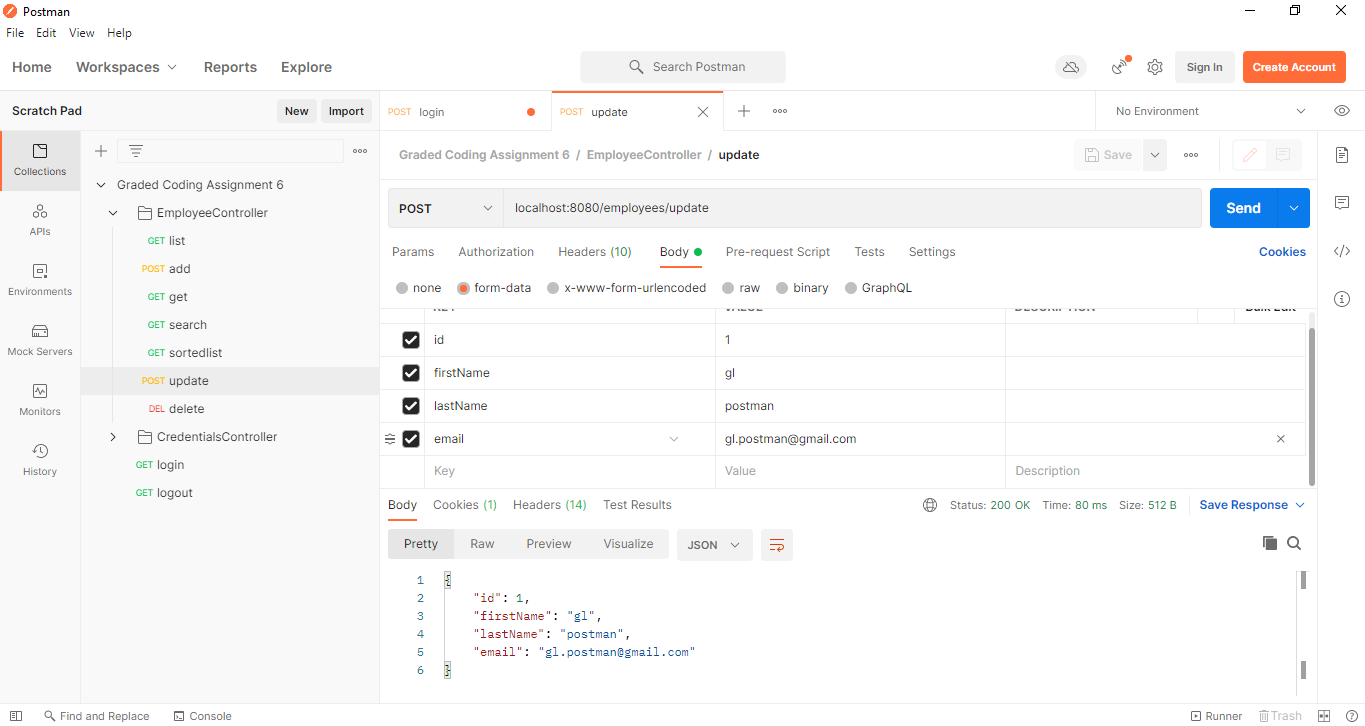 Postman
File Edit View Help
Home Workspaces Reports Explore Search Postman Sign In Create Account
Scratch Pad New Import POST login POST update No Environment
Collections
APIs
Environments
Mock Servers
Monitors
History
Graded Coding Assignment 6
EmployeeController
GET list
POST add
GET get
GET search
GET sortedlist
POST update
DEL delete
CredentialsController
GET login
GET logout
Graded Coding Assignment 6 / EmployeeController / update Save
POST localhost:8080/employees/update Send
Params Authorization Headers (10) Body Pre-request Script Tests Settings Cookies
none form-data x-www-form-urlencoded raw binary GraphQL
KEY VALUE DESCRIPTION Bulk Edit
id 1
firstName gl
lastName postman
email gl.postman@gmail.com
Key Value Description
Body Cookies (1) Headers (14) Test Results Status: 200 OK Time: 80 ms Size: 512 B Save Response
Pretty Raw Preview Visualize JSON
1 {
2 "id": 1,
3 "firstName": "gl",
4 "lastName": "postman",
5 "email": "gl.postman@gmail.com"
6 }
Find and Replace Console Runner Trash